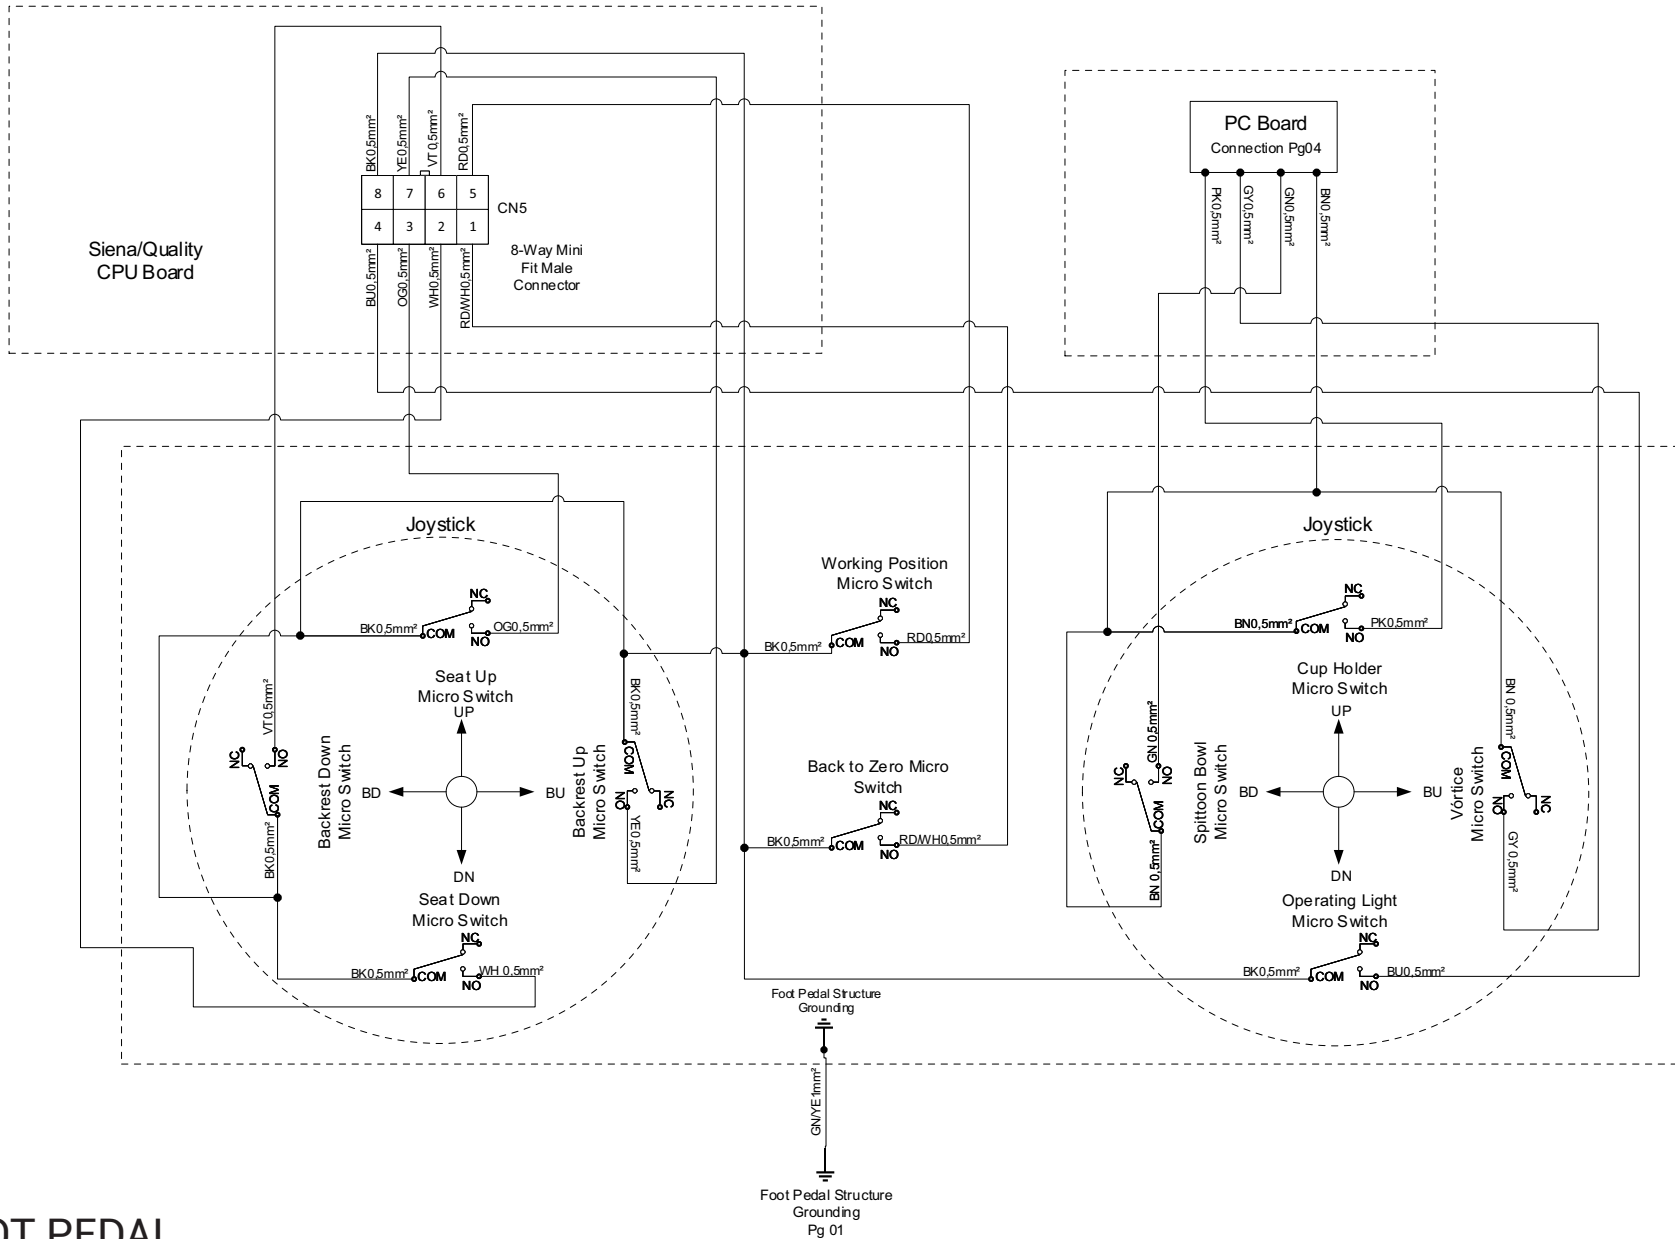 BK0,5mm²
YE0,5mm²
VT0,5mm²
RD0,5mm²
8 7 6 5
4 3 2 1
CN5
8-Way Mini
Fit Male
Connector
BU0,5mm²
OG0,5mm²
WH0,5mm²
RD/WH0,5mm²
Siena/Quality
CPU Board
PC Board
Connection Pg04
PK0,5mm²
GY0,5mm²
GN0,5mm²
BN0,5mm²
Joystick
NC
BK0,5mm²
COM
OG0,5mm²
NO
Seat Up
Micro Switch
UP
VT0,5mm²
NC
NO
COM
BK0,5mm²
Backrest Down
Micro Switch
BD
BU
DN
Backrest Up
Micro Switch
BK0,5mm²
COM
NO
NC
YE0,5mm²
Seat Down
Micro Switch
NC
BK0,5mm²
COM
WH 0,5mm²
NO
Working Position
Micro Switch
NC
BK0,5mm²
COM
RD0,5mm²
NO
Back to Zero Micro
Switch
NC
BK0,5mm²
COM
RD/WH0,5mm²
NO
Joystick
NC
BN0,5mm²
COM
PK0,5mm²
NO
Cup Holder
Micro Switch
UP
GN 0,5mm²
NC
NO
COM
BN 0,5mm²
Spittoon Bowl
Micro Switch
BD
BU
DN
Vórtice
Micro Switch
BN 0,5mm²
COM
NO
NC
GY 0,5mm²
Operating Light
Micro Switch
NC
BK0,5mm²
COM
BU0,5mm²
NO
Foot Pedal Structure
Grounding
GN/YE1mm²
Foot Pedal Structure
Grounding
Pg 01
PEDAL